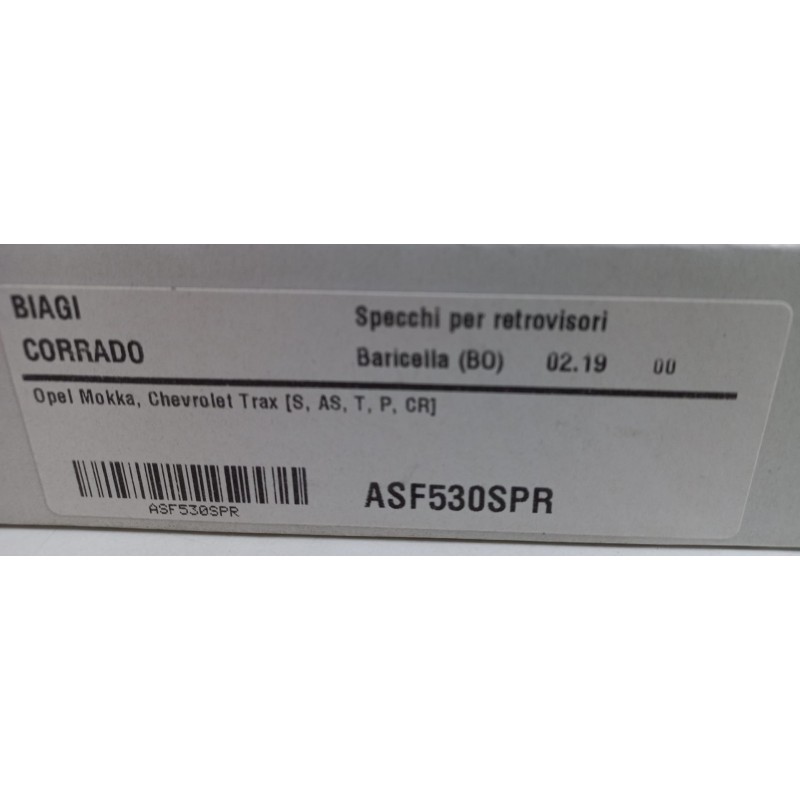 BIAGI
CORRADO
Specchi per retrovisori
Baricella (BO) 02.19 00
Opel Mokka, Chevrolet Trax [S, AS, T, P, CR]
ASF530SPR
ASF530SPR